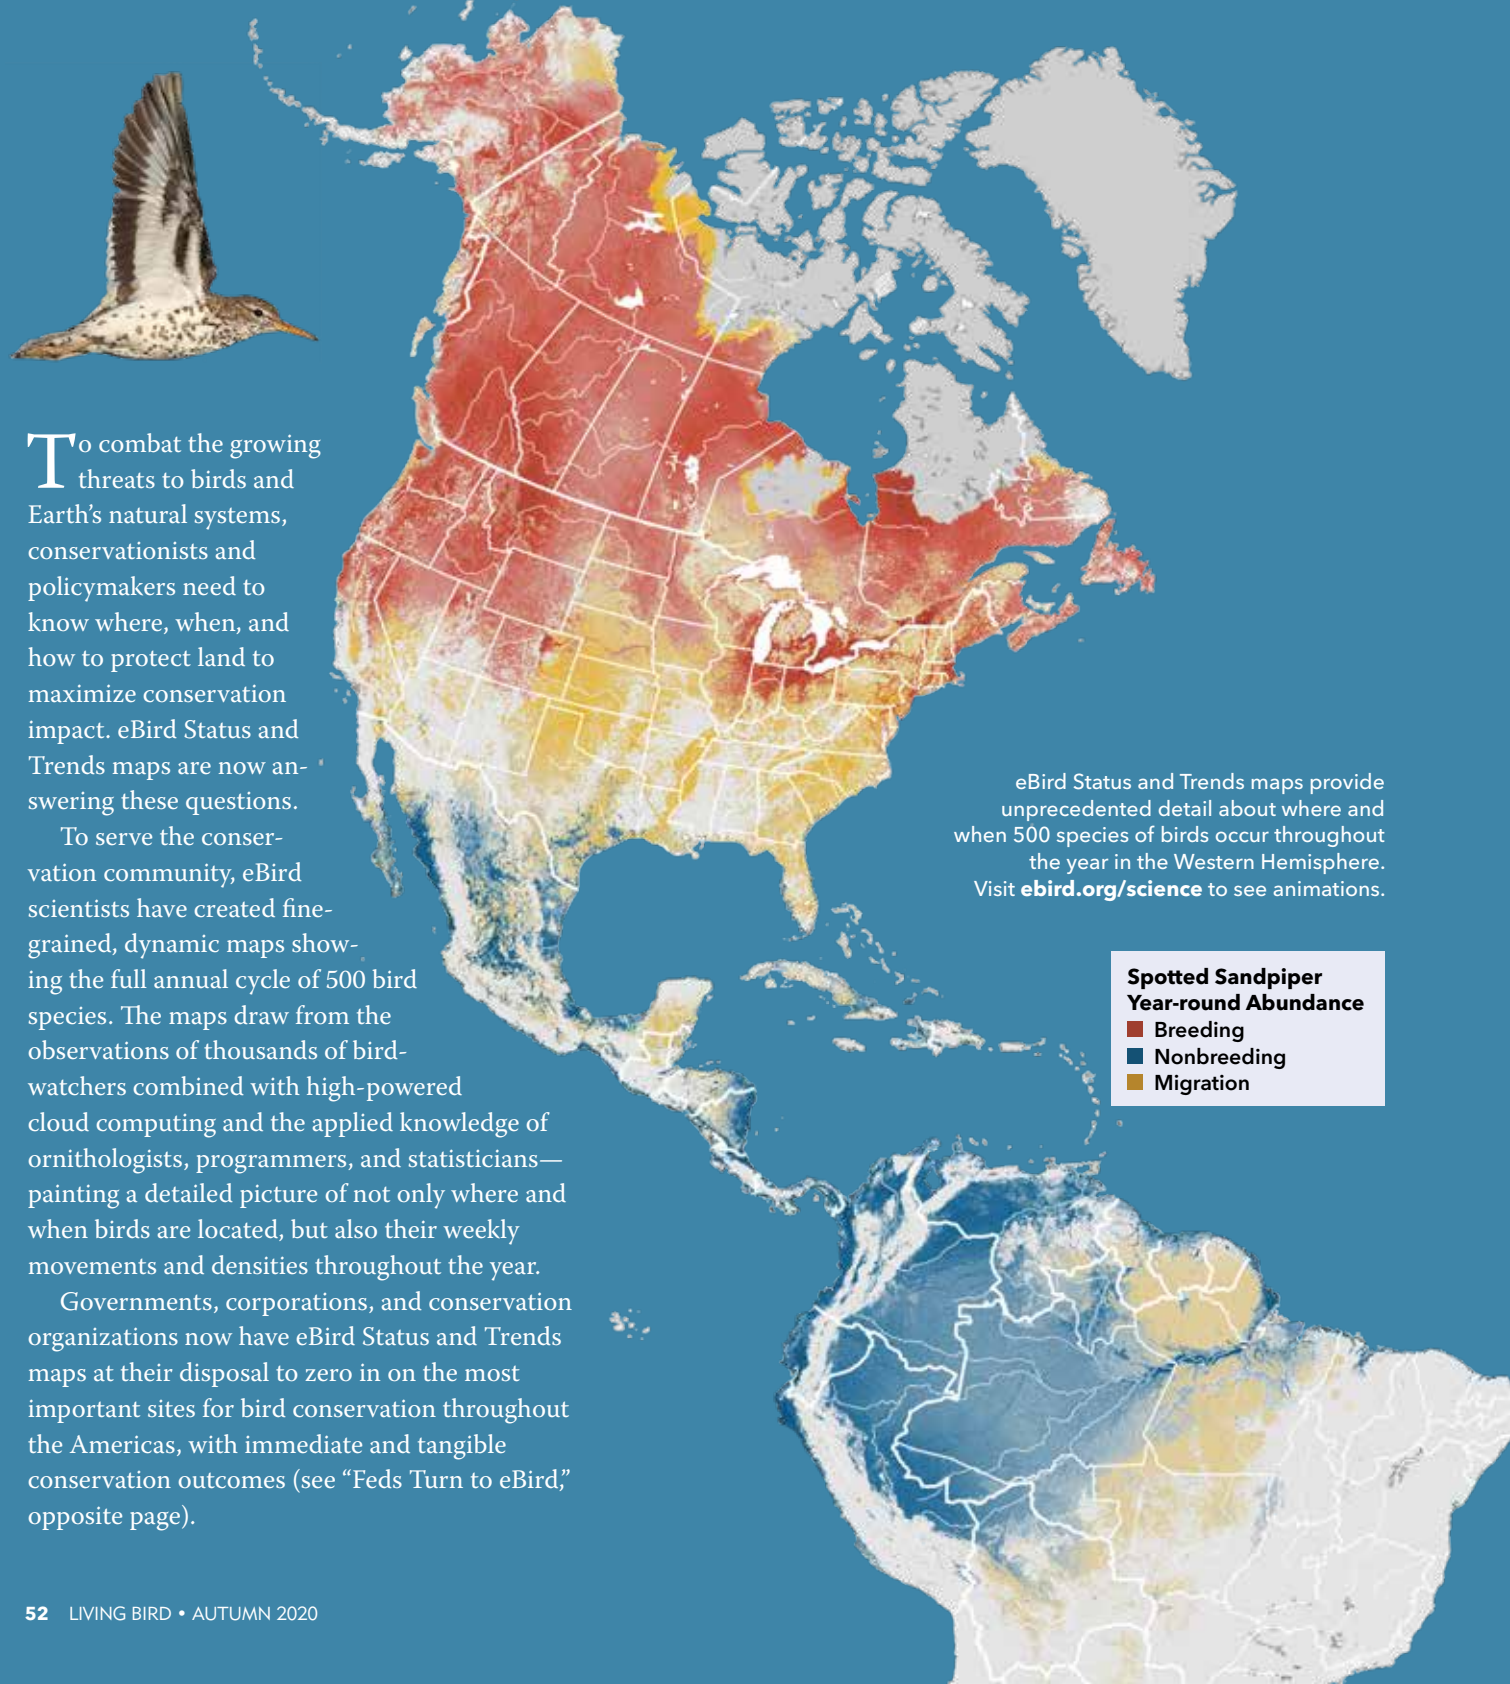 To combat the growing
threats to birds and
Earth’s natural systems,
conservationists and
policymakers need to
know where, when, and
how to protect land to
maximize conservation
impact. eBird Status and
Trends maps are now an-
swering these questions.
To serve the conser-
vation community, eBird
scientists have created fine-
grained, dynamic maps show-
ing the full annual cycle of 500 bird
species. The maps draw from the
observations of thousands of bird-
watchers combined with high-powered
cloud computing and the applied knowledge of
ornithologists, programmers, and statisticians—
painting a detailed picture of not only where and
when birds are located, but also their weekly
movements and densities throughout the year.
Governments, corporations, and conservation
organizations now have eBird Status and Trends
maps at their disposal to zero in on the most
important sites for bird conservation throughout
the Americas, with immediate and tangible
conservation outcomes (see “Feds Turn to eBird,”
opposite page).
eBird Status and Trends maps provide
unprecedented detail about where and
when 500 species of birds occur throughout
the year in the Western Hemisphere.
Visit ebird.org/science to see animations.
Spotted Sandpiper
Year-round Abundance
Breeding
Nonbreeding
Migration
52 LIVING BIRD • AUTUMN 2020